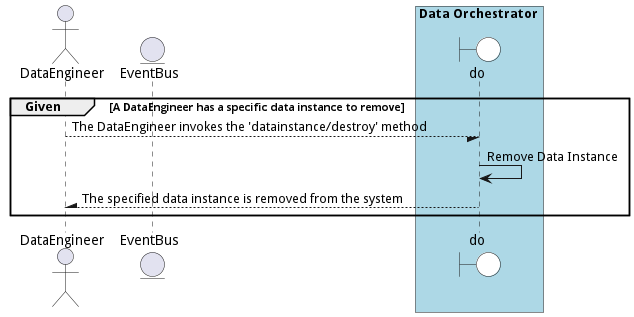 Data Orchestrator
DataEngineer
EventBus
do
Given
[A DataEngineer has a specific data instance to remove]
The DataEngineer invokes the 'datainstance/destroy' method
Remove Data Instance
The specified data instance is removed from the system
DataEngineer
EventBus
do